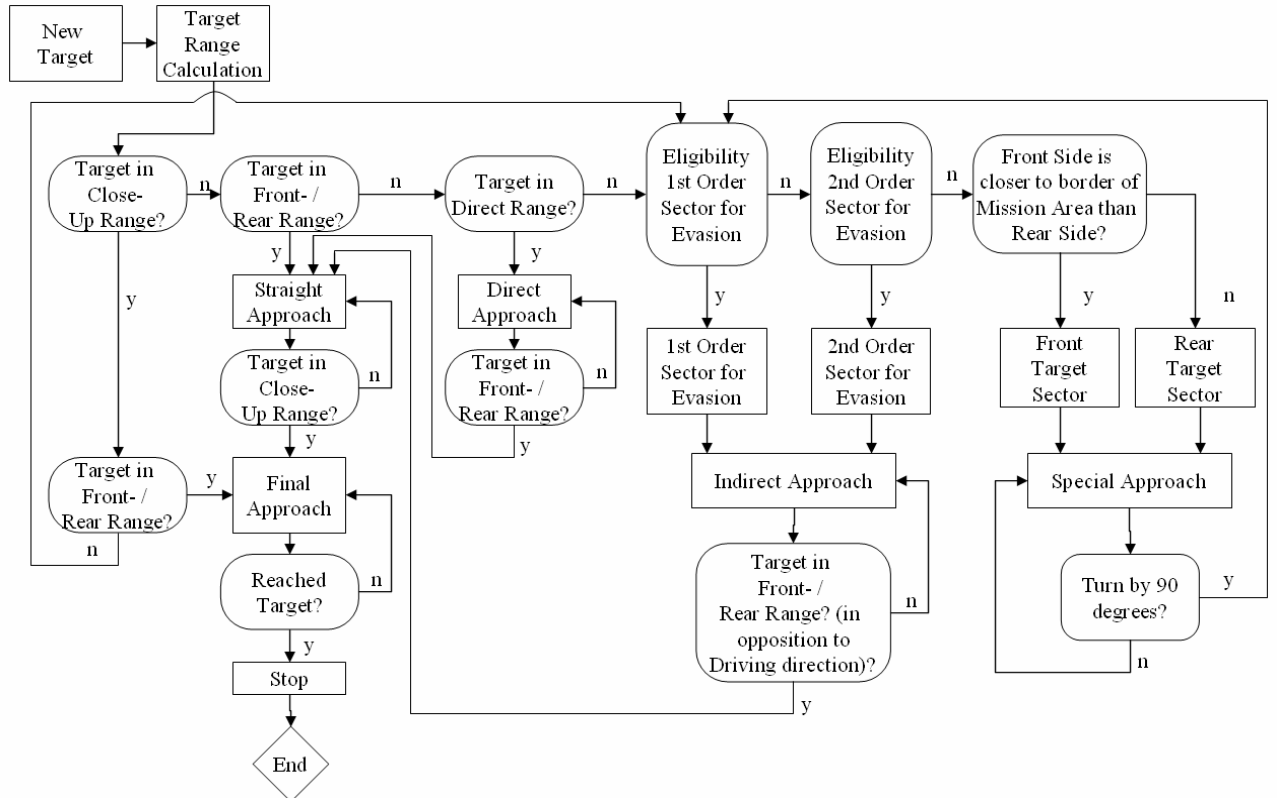 New
Target
Target
Range
Calculation
Target in
Close-
Up Range?
n
Target in
Front- /
Rear Range?
n
Target in
Direct Range?
n
Eligibility
1st Order
Sector for
Evasion
n
Eligibility
2nd Order
Sector for
Evasion
n
Front Side is
closer to border of
Mission Area than
Rear Side?
y
y
y
y
y
y
n
Straight
Approach
Direct
Approach
Target in
Close-
Up Range?
n
Target in
Front- /
Rear Range?
n
1st Order
Sector for
Evasion
2nd Order
Sector for
Evasion
Front
Target
Sector
Rear
Target
Sector
y
y
Target in
Front- /
Rear Range?
y
n
Final
Approach
Indirect Approach
Special Approach
Reached
Target?
n
Target in
Front- /
Rear Range? (in
opposition to
Driving direction)?
n
Turn by 90
degrees?
y
n
y
y
Stop
End